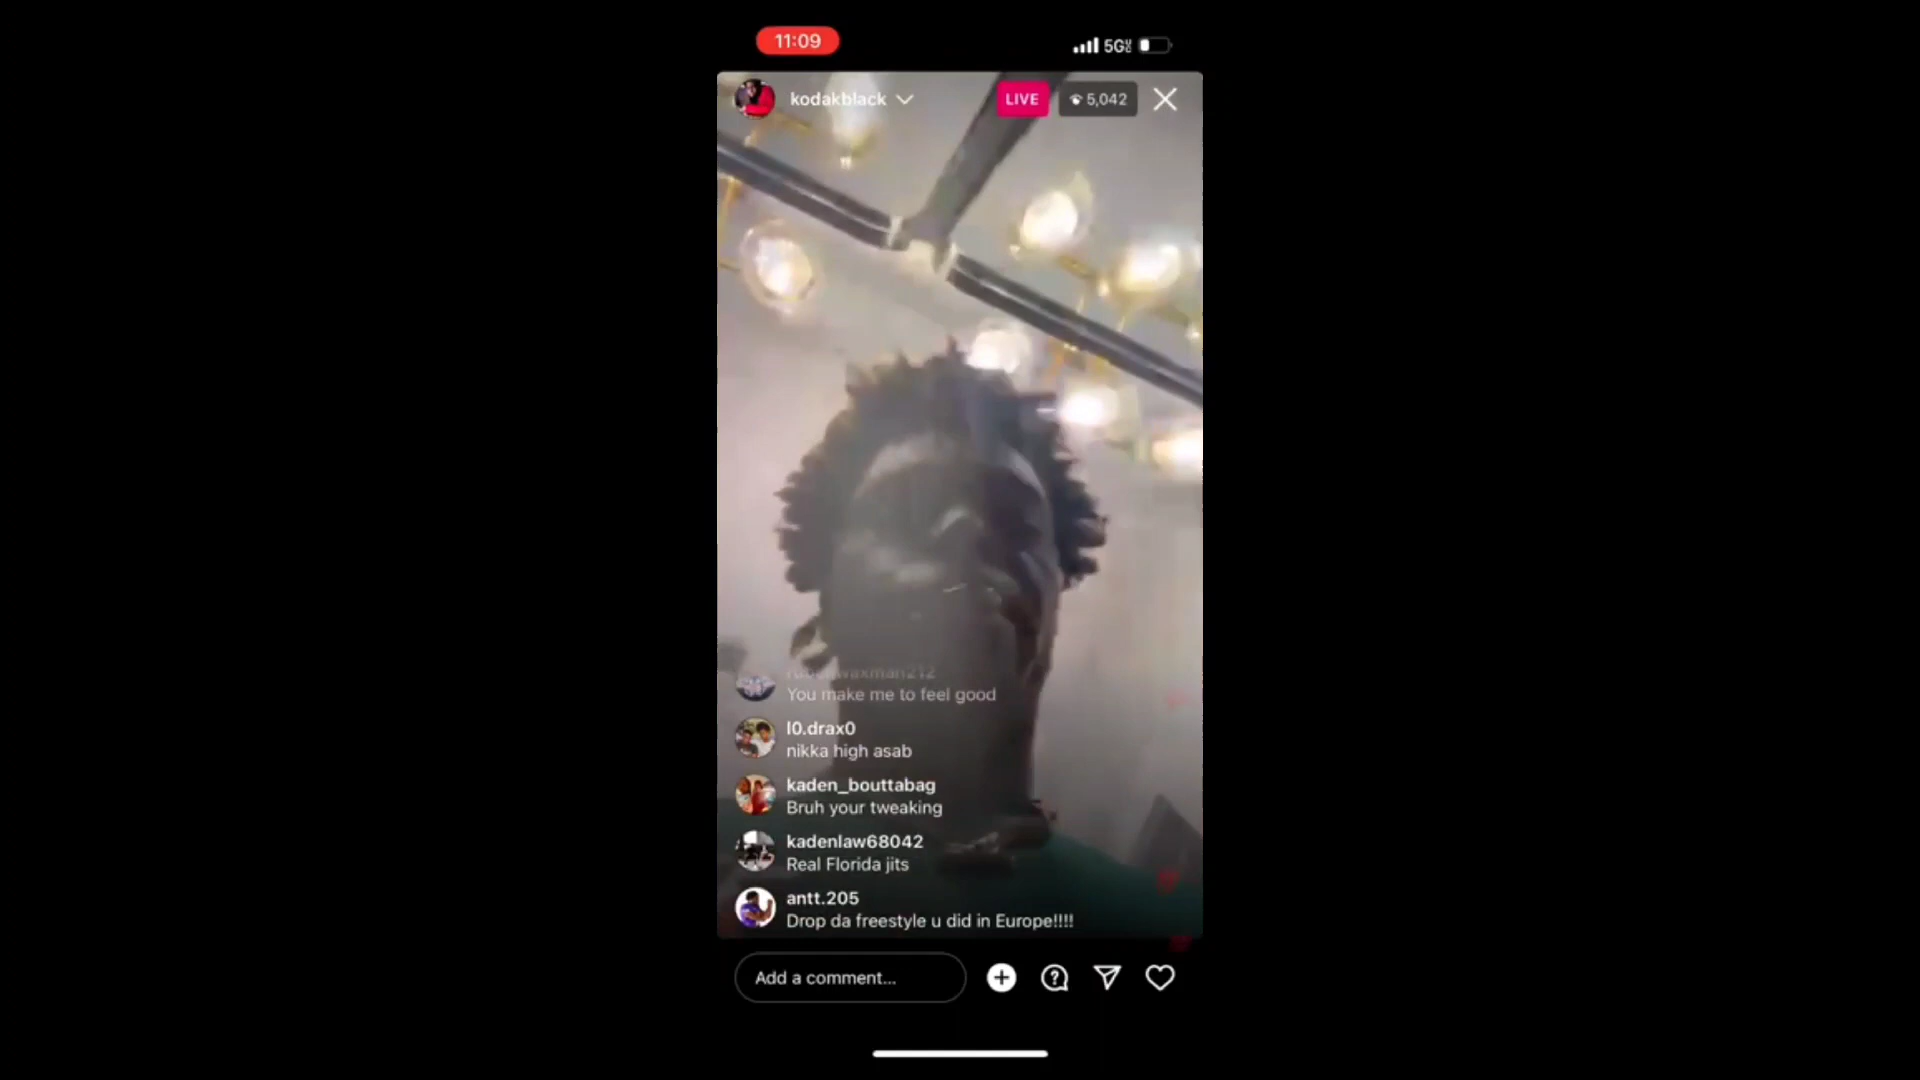 11:09
5G
kodakblack
LIVE
5,042
You make me to feel good
l0.drax0
nikka high asab
kaden_bouttabag
Bruh your tweaking
kadenlaw68042
Real Florida jits
antt.205
Drop da freestyle u did in Europe!!!!
Add a comment...